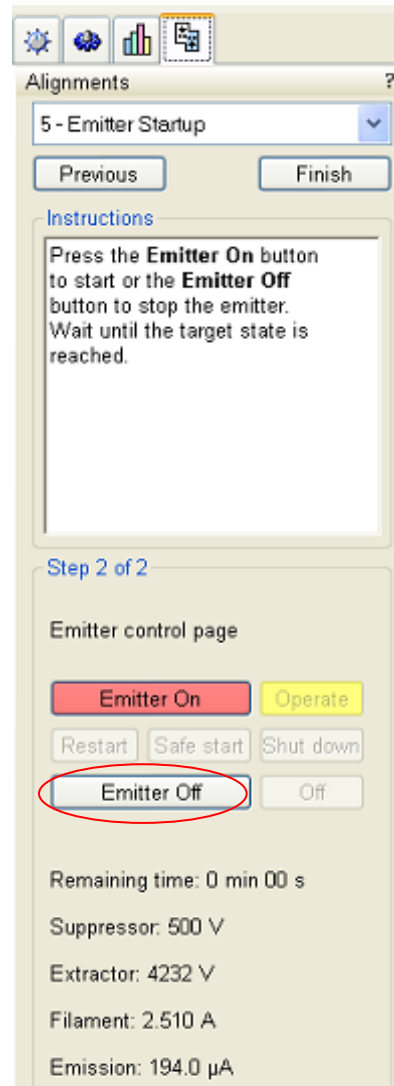 Alignments ?
5 - Emitter Startup
Previous Finish
Instructions
Press the Emitter On button
to start or the Emitter Off
button to stop the emitter.
Wait until the target state is
reached.
Step 2 of 2
Emitter control page
Emitter On Operate
Restart Safe start Shut down
Emitter Off Off
Remaining time: 0 min 00 s
Suppressor: 500 V
Extractor: 4232 V
Filament: 2.510 A
Emission: 194.0 µA